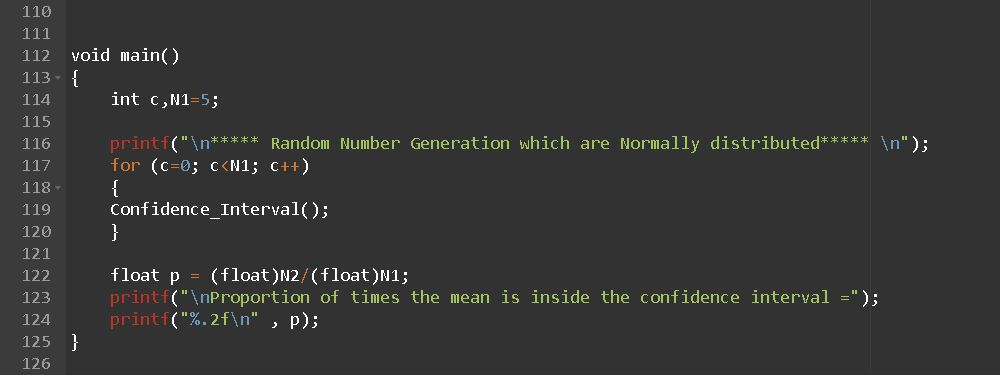 110
111
112 void main()
113 {
114 int c,N1=5;
115
116 printf("\n***** Random Number Generation which are Normally distributed***** \n");
117 for (c=0; c<N1; c++)
118 {
119 Confidence_Interval();
120 }
121
122 float p = (float)N2/(float)N1;
123 printf("\nProportion of times the mean is inside the confidence interval =");
124 printf("%.2f\n" , p);
125 }
126